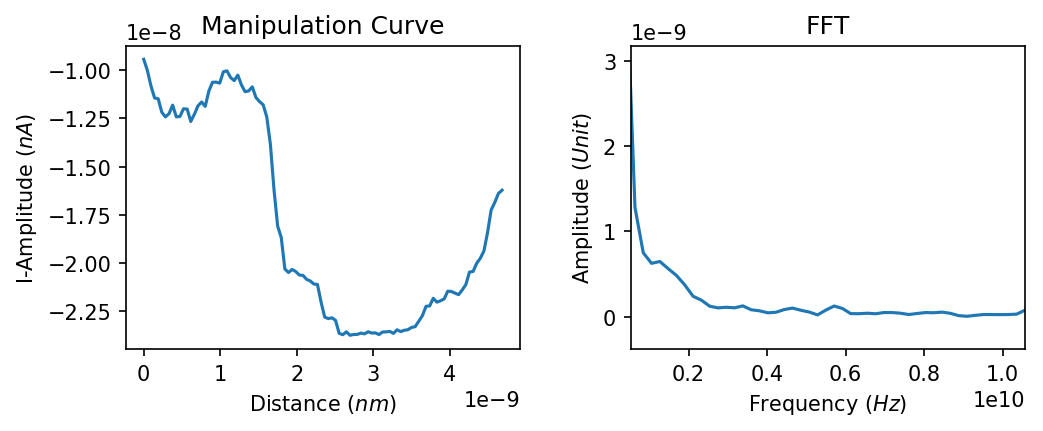 Manipulation Curve
1e−8
−1.00
−1.25
−1.50
−1.75
−2.00
−2.25
I-Amplitude (nA)
0 1 2 3 4
1e−9
Distance (nm)
FFT
1e−9
3
2
1
0
Amplitude (Unit)
0.2 0.4 0.6 0.8 1.0
1e10
Frequency (Hz)